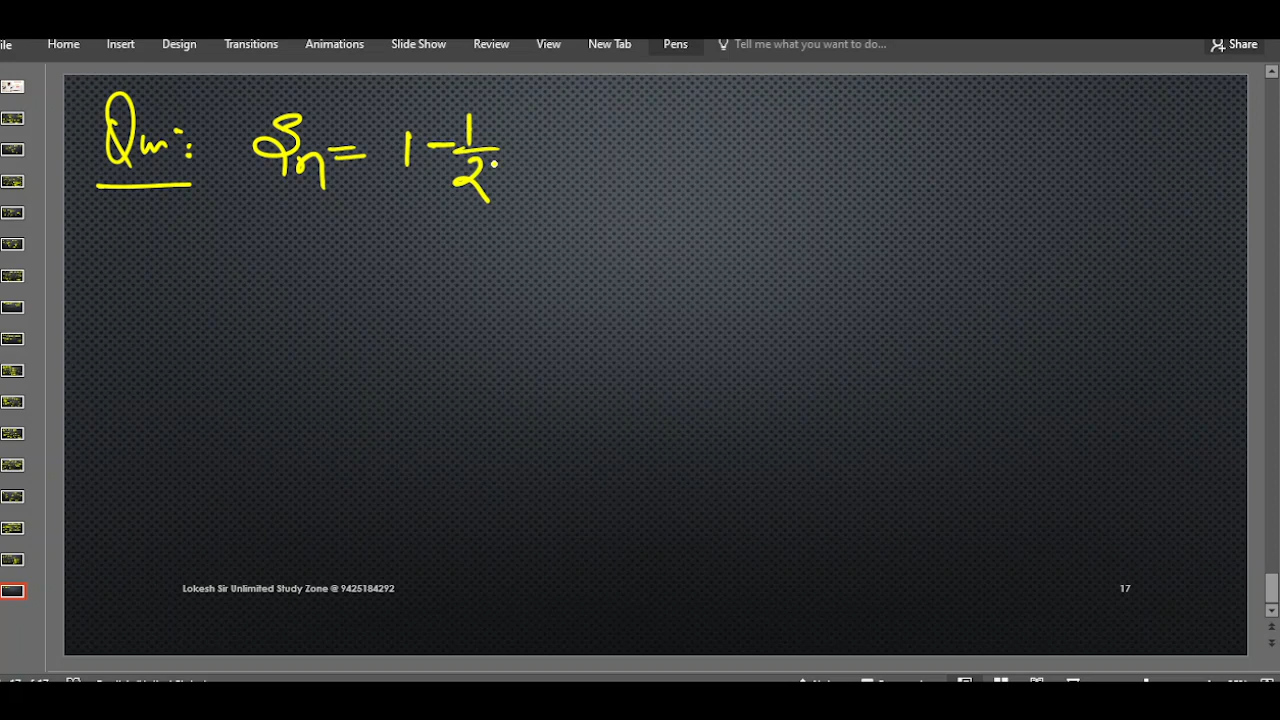 File Home Insert Design Transitions Animations Slide Show Review View New Tab Pens Tell me what you want to do... Share
Qn: Sn = 1 - 1/2
Lokesh Sir Unlimited Study Zone @ 9425184292 17